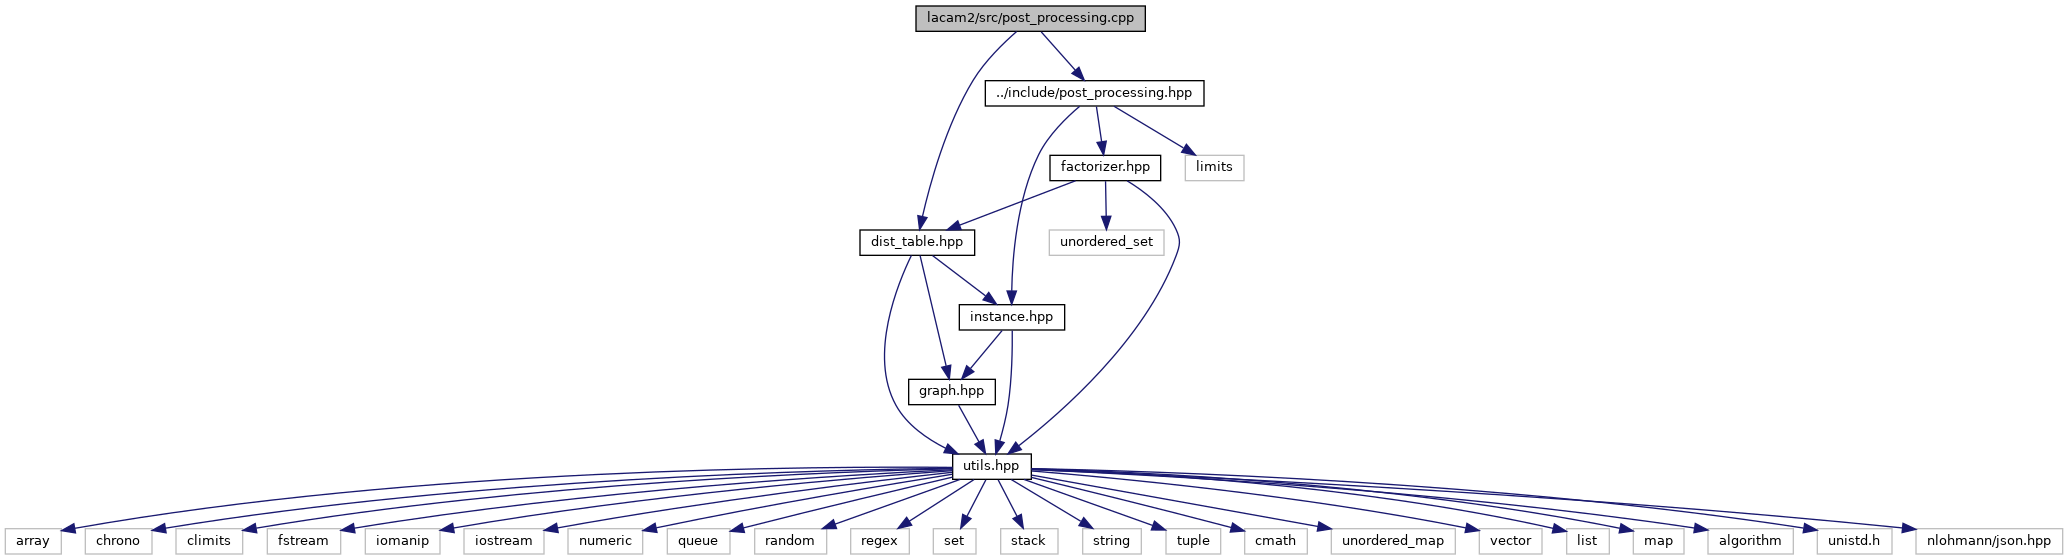 lacam2/src/post_processing.cpp
../include/post_processing.hpp
factorizer.hpp
limits
dist_table.hpp
unordered_set
instance.hpp
graph.hpp
utils.hpp
array
chrono
climits
fstream
iomanip
iostream
numeric
queue
random
regex
set
stack
string
tuple
cmath
unordered_map
vector
list
map
algorithm
unistd.h
nlohmann/json.hpp